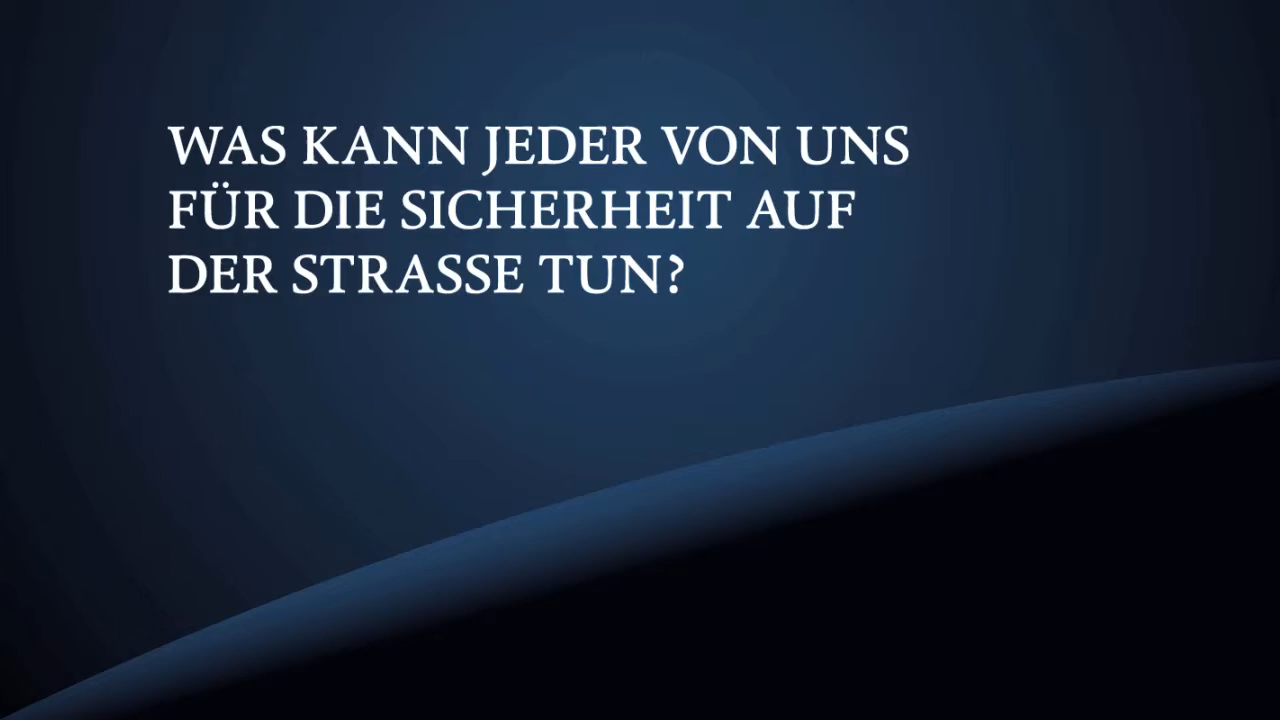 WAS KANN JEDER VON UNS
FÜR DIE SICHERHEIT AUF
DER STRASSE TUN?